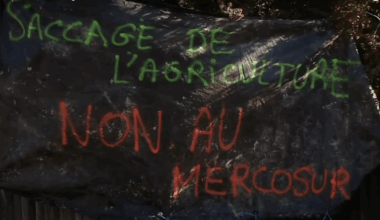 SACCAGE DE
L'AGRICULTURE
NON AU
MERCOSUR